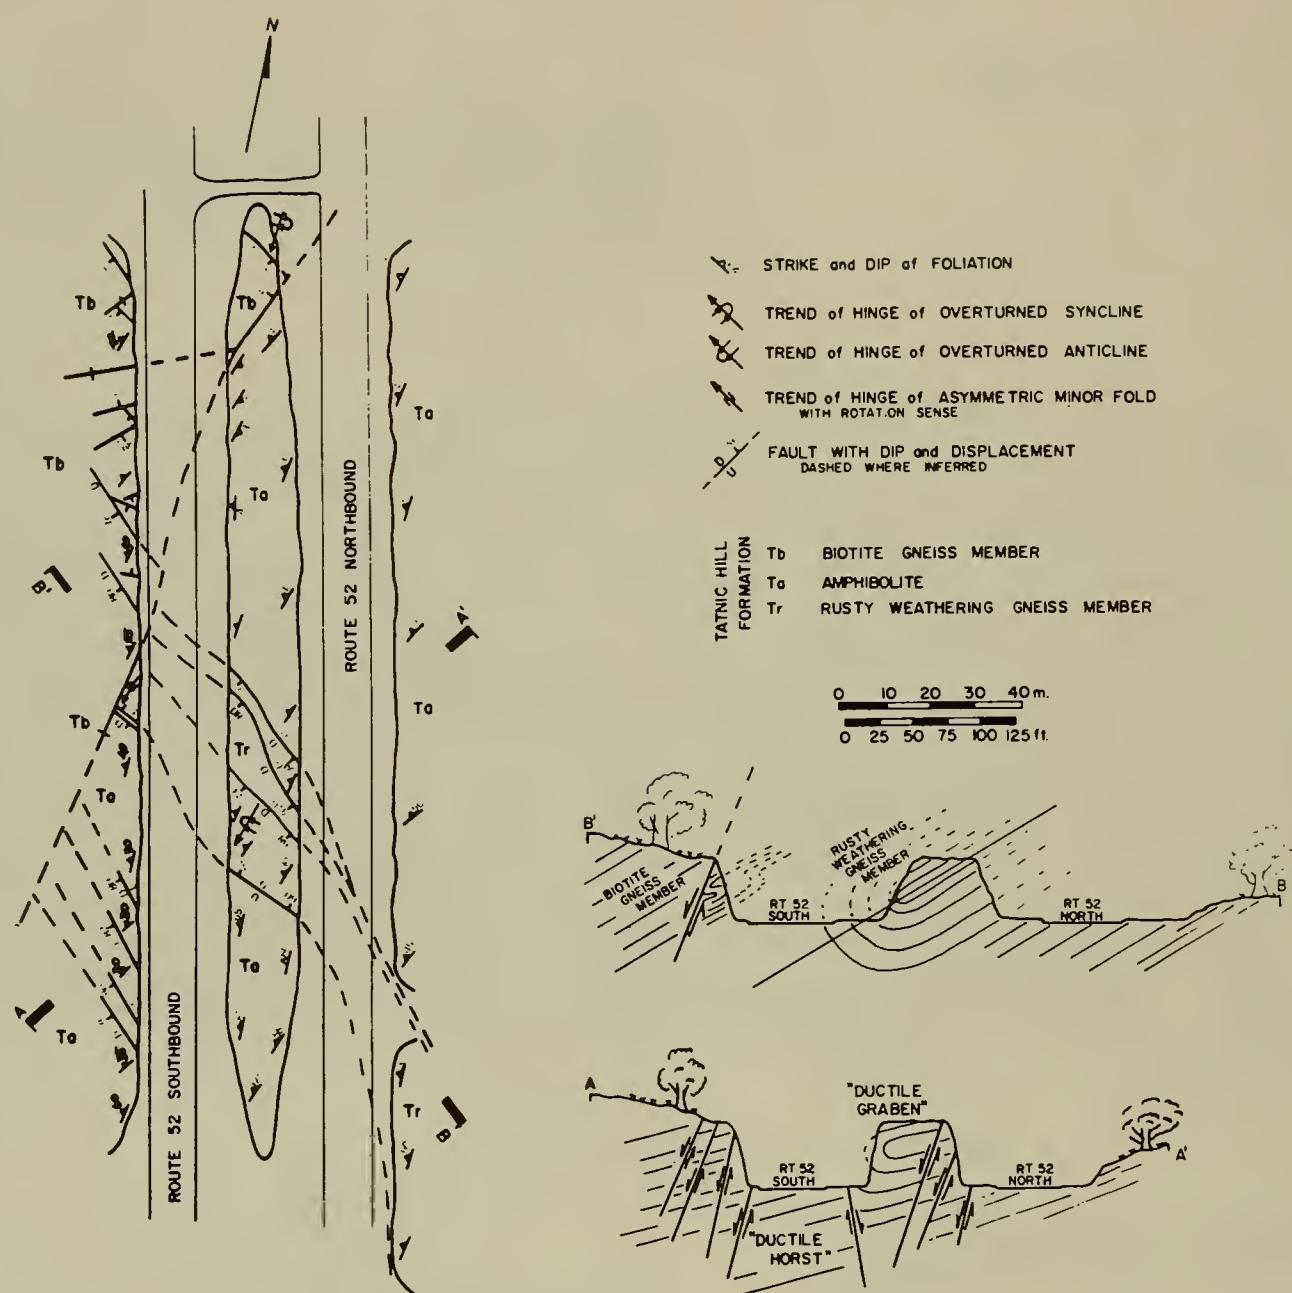 N
Tb
Tb
Tb
Ta
Ta
Tb
Ta
Tr
Ta
Ta
Ta
Tr
B'
A'
A
B
ROUTE 52 SOUTHBOUND
ROUTE 52 NORTHBOUND
STRIKE and DIP of FOLIATION
TREND of HINGE of OVERTURNED SYNCLINE
TREND of HINGE of OVERTURNED ANTICLINE
TREND of HINGE of ASYMMETRIC MINOR FOLD
WITH ROTATION SENSE
D
U
FAULT WITH DIP and DISPLACEMENT
DASHED WHERE INFERRED
TATNIC HILL
FORMATION
Tb BIOTITE GNEISS MEMBER
Ta AMPHIBOLITE
Tr RUSTY WEATHERING GNEISS MEMBER
0 10 20 30 40 m.
0 25 50 75 100 125 ft.
B'
BIOTITE
GNEISS
MEMBER
RUSTY
WEATHERING
GNEISS
MEMBER
RT 52
SOUTH
RT 52
NORTH
B
A
"DUCTILE
GRABEN"
RT 52
SOUTH
RT 52
NORTH
A'
"DUCTILE
HORST"